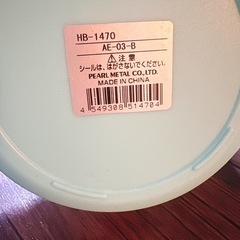 HB-1470
AE-03-B
⚠注意
シールは、はがさないでください。
PEARL METAL CO.,LTD.
MADE IN CHINA
4 549308 514704